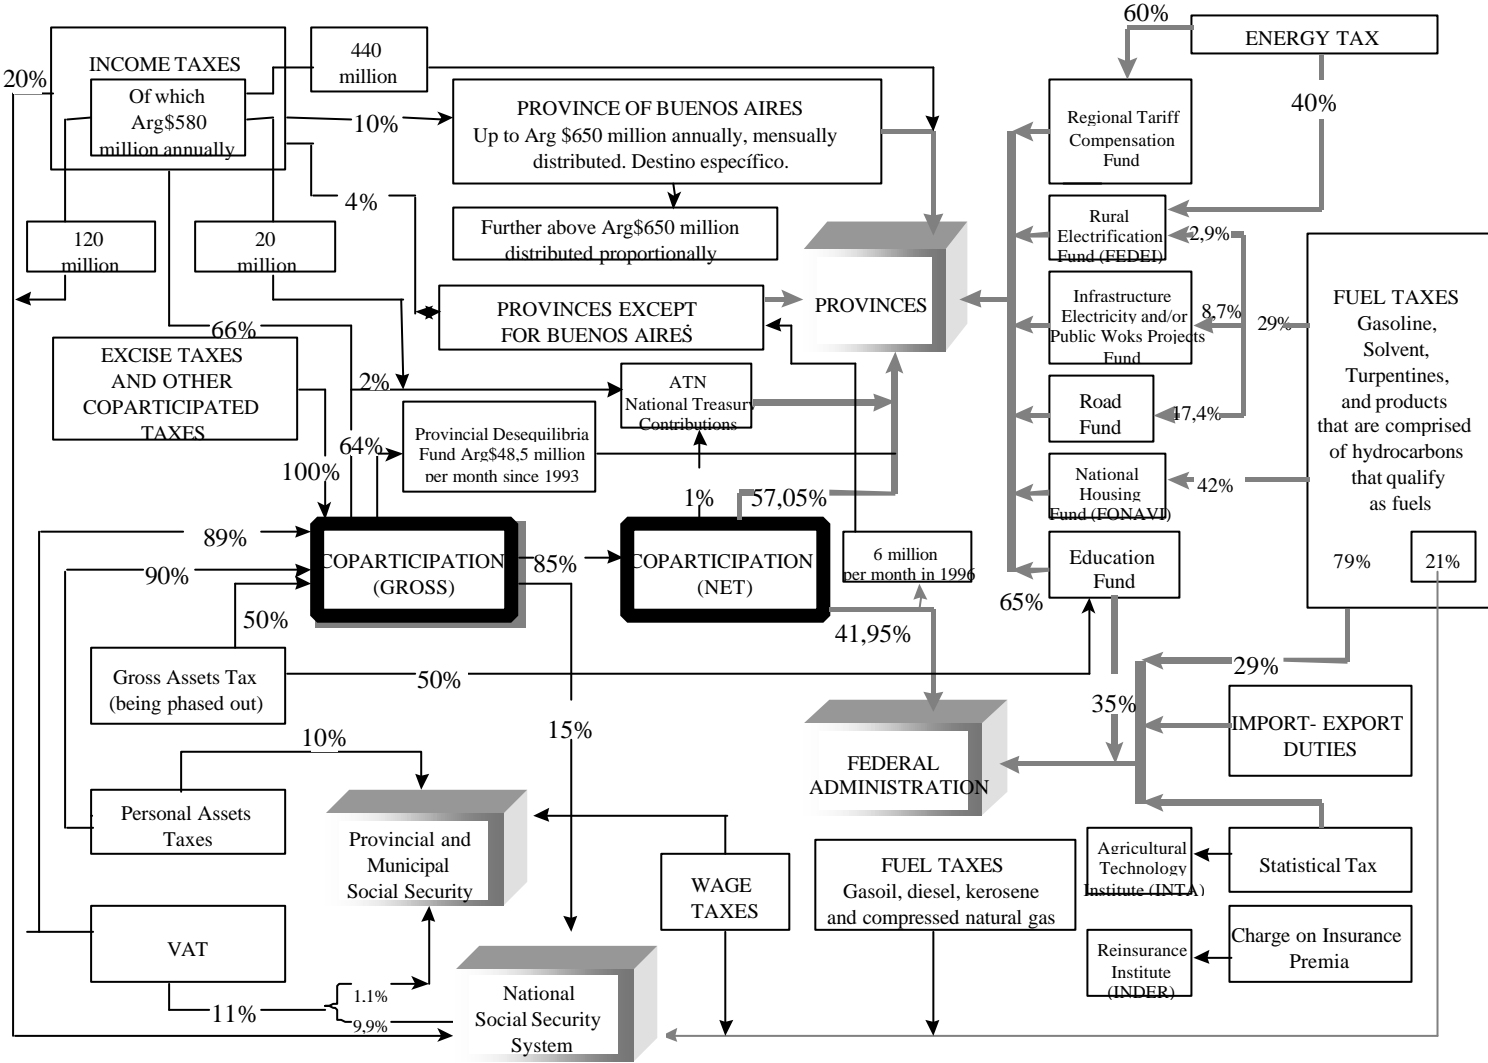 60%
ENERGY TAX
440
million
INCOME TAXES
20%
Of which
Arg$580
million annually
10%
PROVINCE OF BUENOS AIRES
Up to Arg $650 million annually, mensually
distributed. Destino específico.
40%
Regional Tariff
Compensation
Fund
4%
Further above Arg$650 million
distributed proportionally
120
million
20
million
Rural
Electrification
Fund (FEDEI)
2,9%
PROVINCES
PROVINCES EXCEPT
FOR BUENOS AIRES
Infrastructure
Electricity and/or
Public Woks Projects
Fund
8,7%
29%
FUEL TAXES
Gasoline,
Solvent,
Turpentines,
and products
that are comprised
of hydrocarbons
that qualify
as fuels
79%
21%
66%
EXCISE TAXES
AND OTHER
COPARTICIPATED
TAXES
2%
ATN
National Treasury
Contributions
Road
Fund
17,4%
64%
Provincial Desequilibria
Fund Arg$48,5 million
per month since 1993
100%
National
Housing
Fund (FONAVI)
42%
1%
57,05%
89%
90%
COPARTICIPATION
(GROSS)
85%
COPARTICIPATION
(NET)
6 million
per month in 1996
Education
Fund
65%
50%
41,95%
Gross Assets Tax
(being phased out)
50%
29%
35%
IMPORT- EXPORT
DUTIES
15%
10%
FEDERAL
ADMINISTRATION
Personal Assets
Taxes
Provincial and
Municipal
Social Security
WAGE
TAXES
FUEL TAXES
Gasoil, diesel, kerosene
and compressed natural gas
Agricultural
Technology
Institute (INTA)
Statistical Tax
VAT
Reinsurance
Institute
(INDER)
Charge on Insurance
Premia
11%
1.1%
9,9%
National
Social Security
System